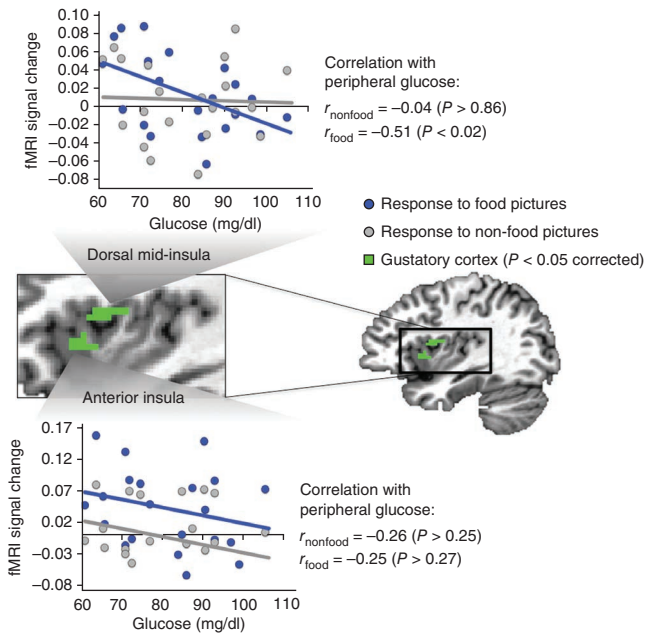 0.10
0.08
0.06
0.04
0.02
0
−0.02
−0.04
−0.06
−0.08
fMRI signal change
60 70 80 90 100 110
Glucose (mg/dl)
Correlation with
peripheral glucose:
r nonfood = −0.04 (P > 0.86)
r food = −0.51 (P < 0.02)
Response to food pictures
Response to non-food pictures
Gustatory cortex (P < 0.05 corrected)
Dorsal mid-insula
Anterior insula
0.17
0.12
0.07
0.02
−0.03
−0.08
fMRI signal change
60 70 80 90 100 110
Glucose (mg/dl)
Correlation with
peripheral glucose:
r nonfood = −0.26 (P > 0.25)
r food = −0.25 (P > 0.27)